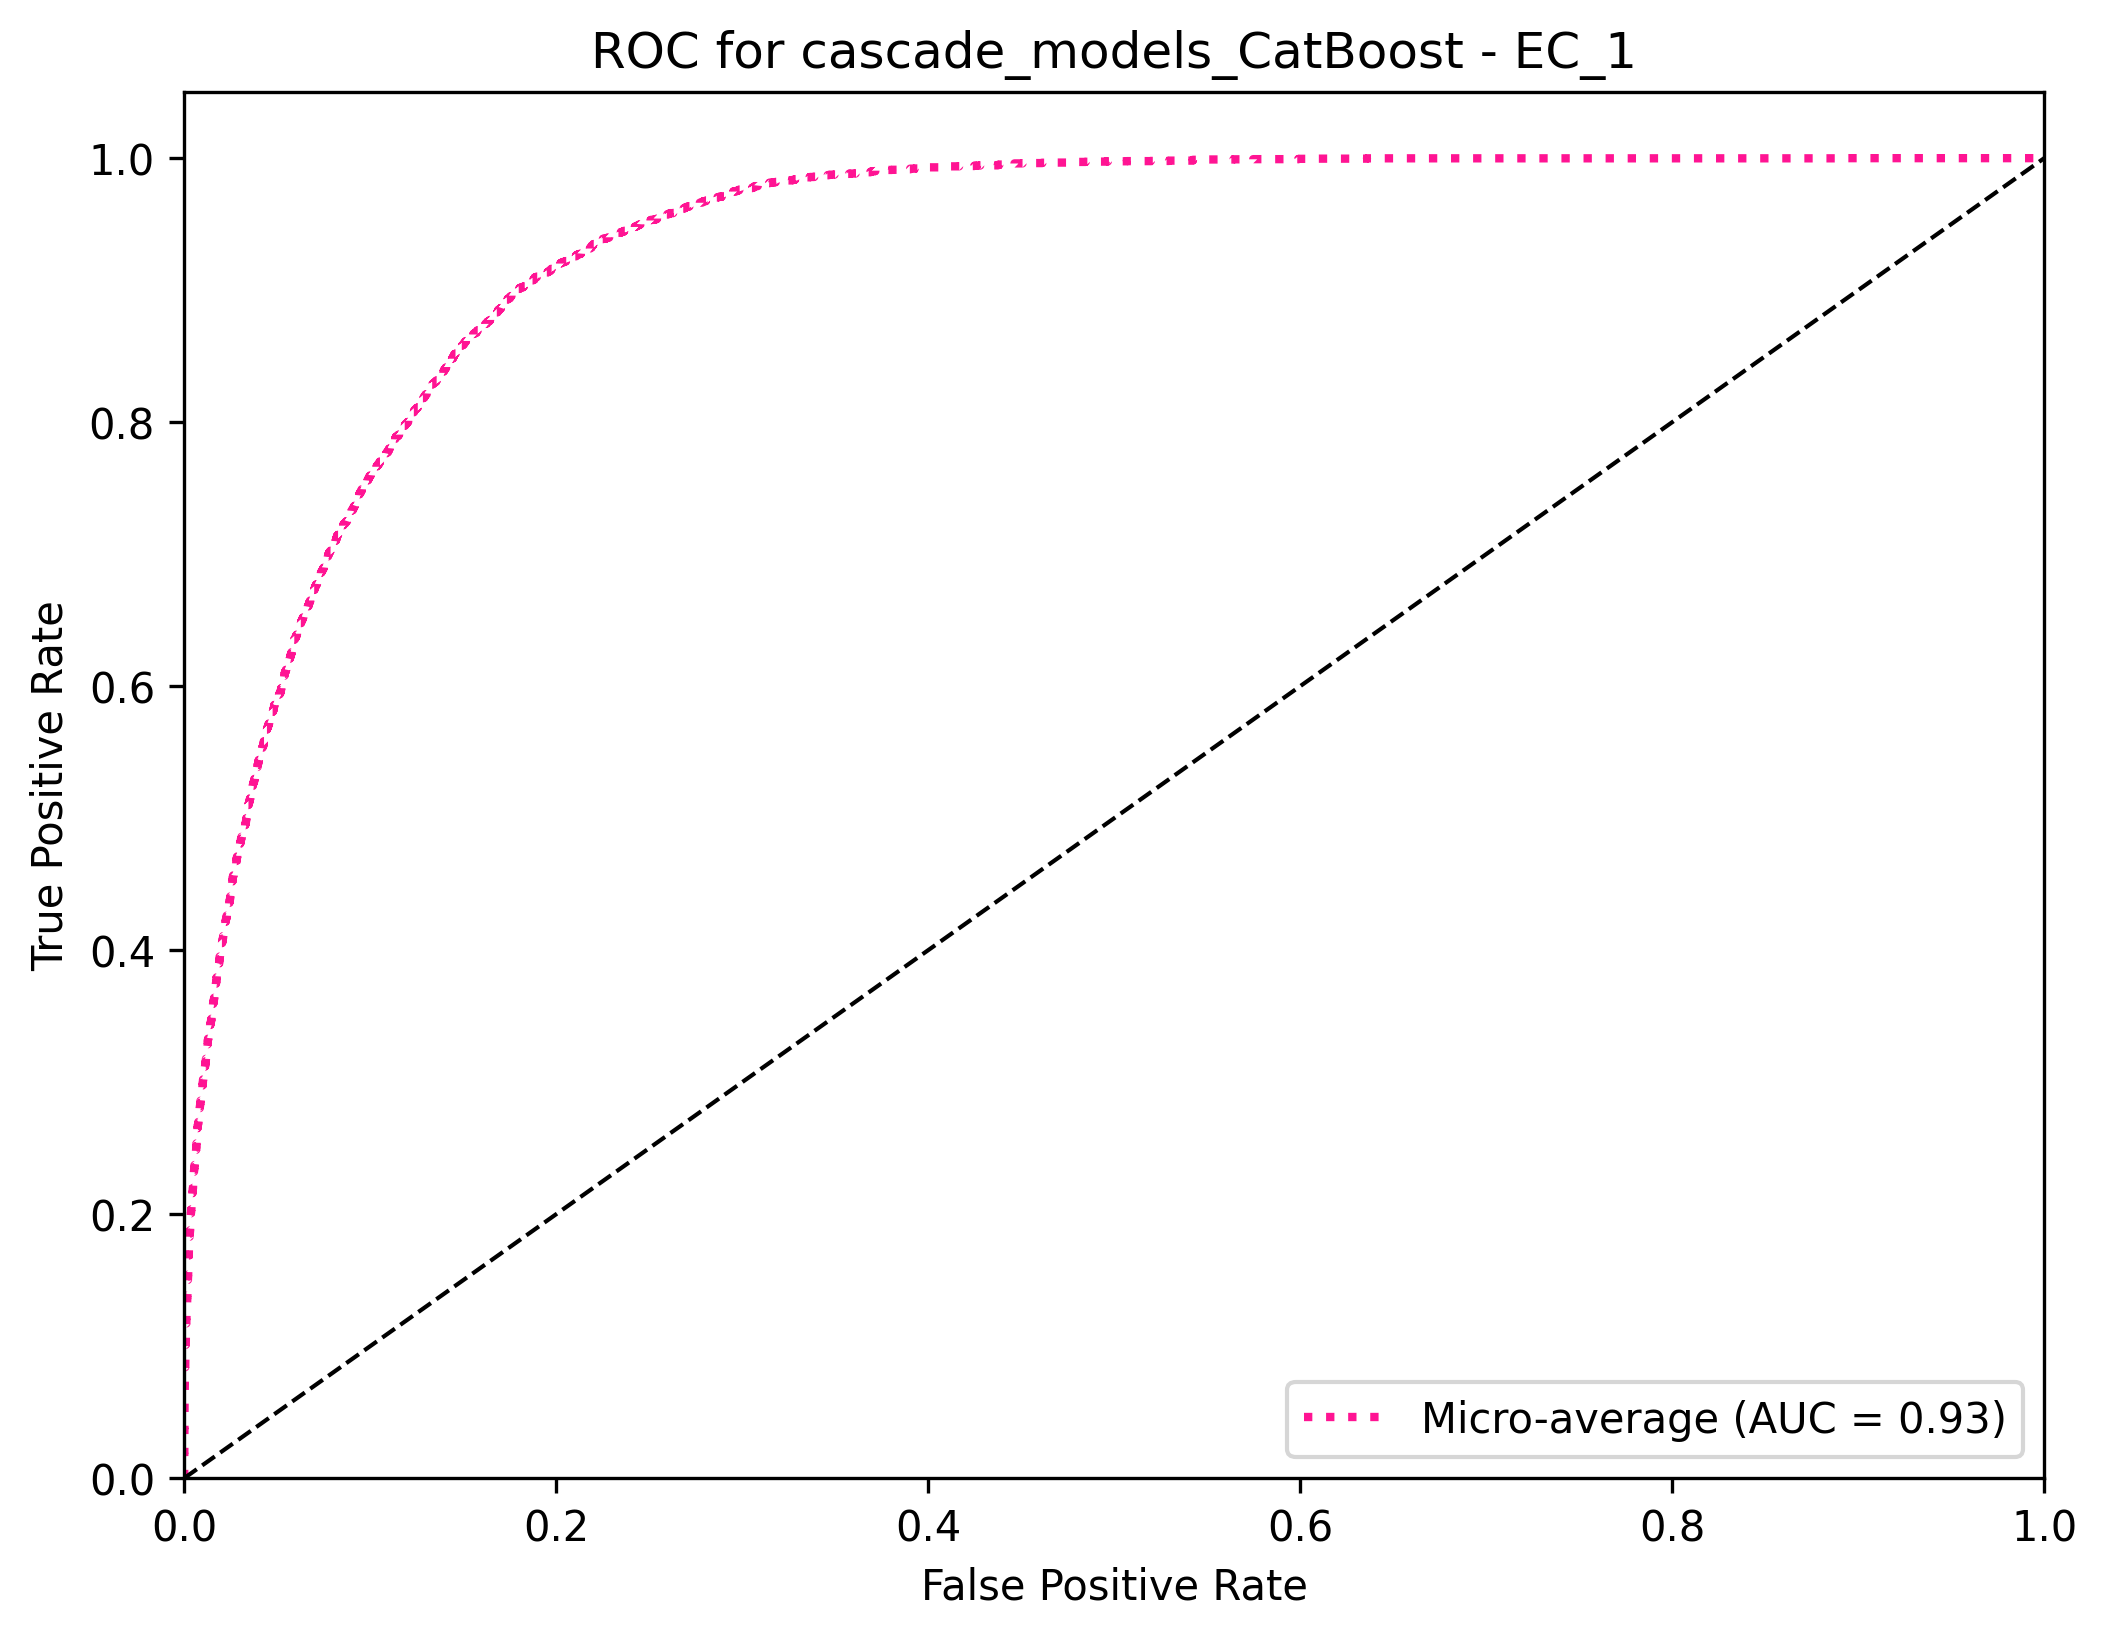 ROC for cascade_models_CatBoost - EC_1
True Positive Rate
1.0
0.8
0.6
0.4
0.2
0.0
0.0 0.2 0.4 0.6 0.8 1.0
False Positive Rate
Micro-average (AUC = 0.93)